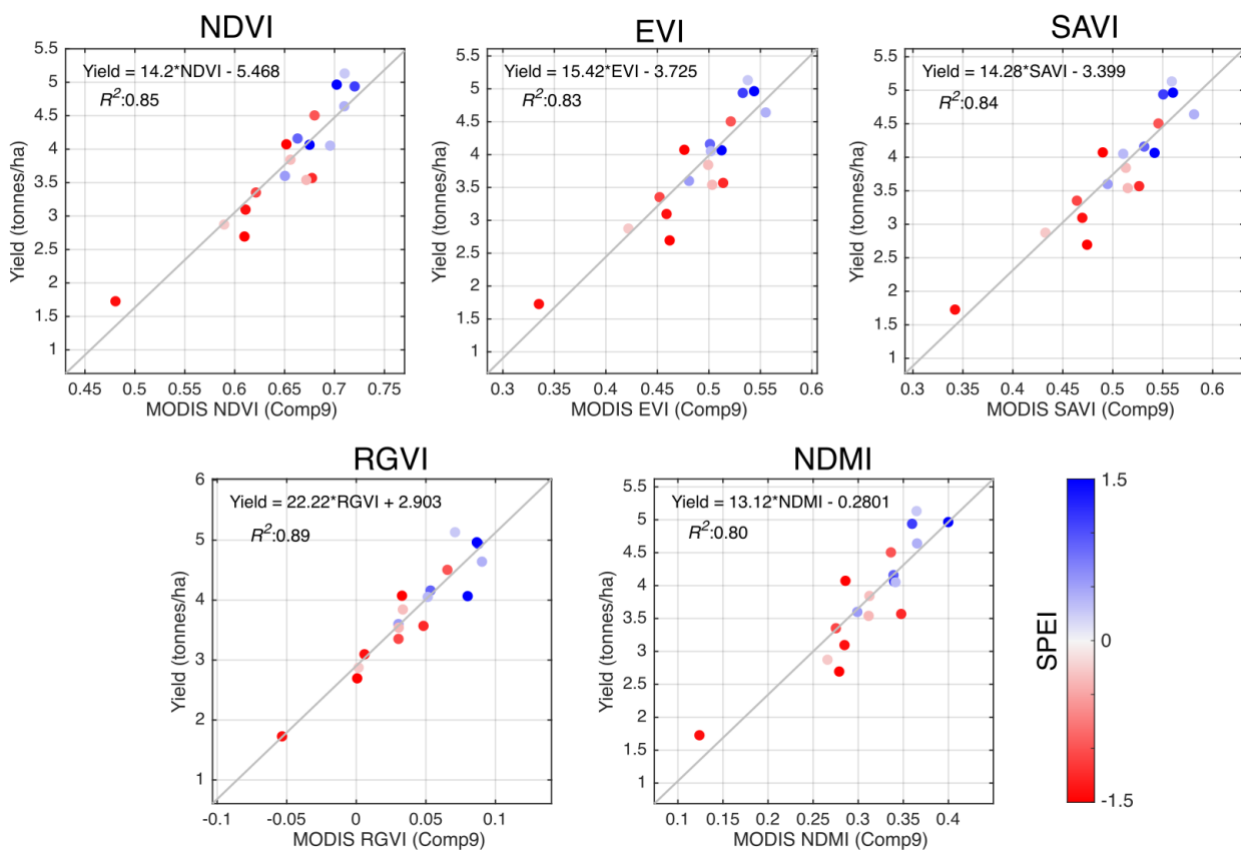 NDVI
5.5
5
4.5
4
3.5
3
2.5
2
1.5
1
Yield (tonnes/ha)
Yield = 14.2*NDVI - 5.468
R²:0.85
0.45 0.5 0.55 0.6 0.65 0.7 0.75
MODIS NDVI (Comp9)
EVI
5.5
5
4.5
4
3.5
3
2.5
2
1.5
1
Yield (tonnes/ha)
Yield = 15.42*EVI - 3.725
R²:0.83
0.3 0.35 0.4 0.45 0.5 0.55 0.6
MODIS EVI (Comp9)
SAVI
5.5
5
4.5
4
3.5
3
2.5
2
1.5
1
Yield (tonnes/ha)
Yield = 14.28*SAVI - 3.399
R²:0.84
0.3 0.35 0.4 0.45 0.5 0.55 0.6
MODIS SAVI (Comp9)
RGVI
6
5
4
3
2
1
Yield (tonnes/ha)
Yield = 22.22*RGVI + 2.903
R²:0.89
-0.1 -0.05 0 0.05 0.1
MODIS RGVI (Comp9)
NDMI
5.5
5
4.5
4
3.5
3
2.5
2
1.5
1
Yield (tonnes/ha)
Yield = 13.12*NDMI - 0.2801
R²:0.80
0.1 0.15 0.2 0.25 0.3 0.35 0.4
MODIS NDMI (Comp9)
SPEI
1.5
0
-1.5